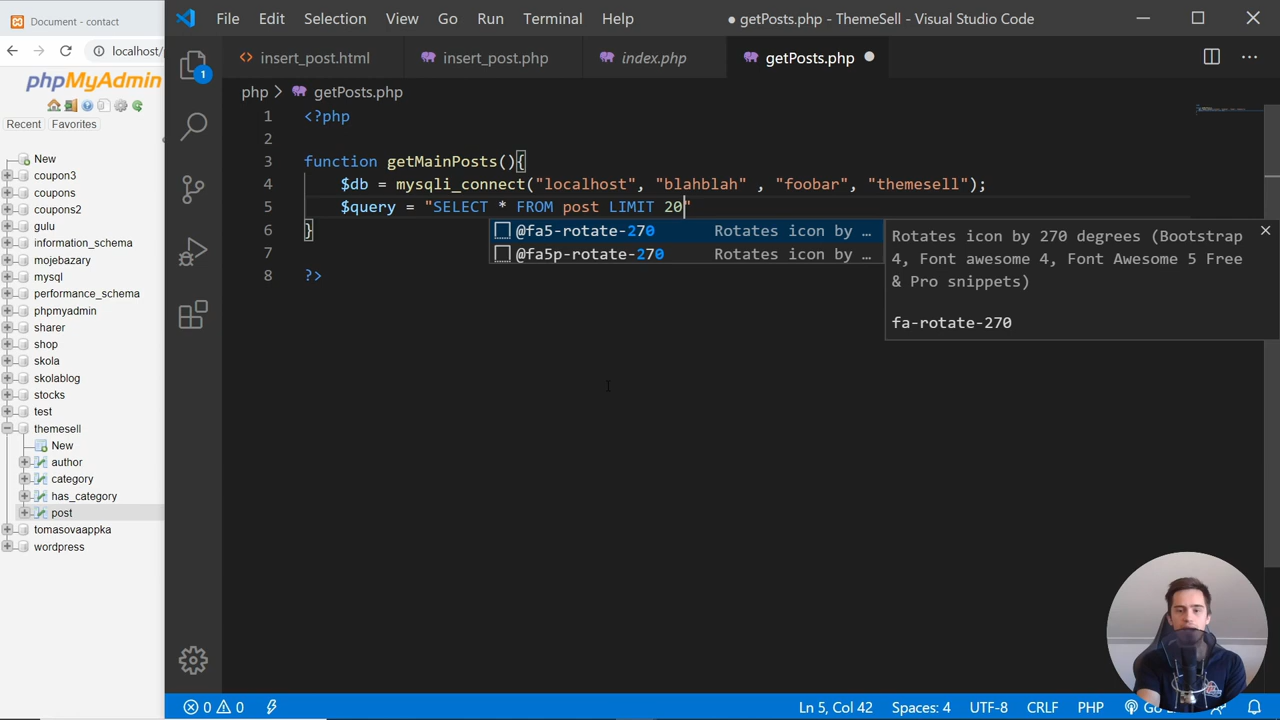 Document - contact
localhost/
phpMyAdmin
Recent Favorites
New
coupon3
coupons
coupons2
gulu
information_schema
mojebazary
mysql
performance_schema
phpmyadmin
sharer
shop
skola
skolablog
stocks
test
themesell
New
author
category
has_category
post
tomasovaappka
wordpress
File Edit Selection View Go Run Terminal Help
● getPosts.php - ThemeSell - Visual Studio Code
insert_post.html insert_post.php index.php getPosts.php
php > getPosts.php
1
1 <?php
2
3 function getMainPosts(){
4 $db = mysqli_connect("localhost", "blahblah" , "foobar", "themesell");
5 $query = "SELECT * FROM post LIMIT 20"
6 }
7
8 ?>
@fa5-rotate-270 Rotates icon by …
@fa5p-rotate-270 Rotates icon by …
Rotates icon by 270 degrees (Bootstrap
4, Font awesome 4, Font Awesome 5 Free
& Pro snippets)
fa-rotate-270
0 0
Ln 5, Col 42 Spaces: 4 UTF-8 CRLF PHP